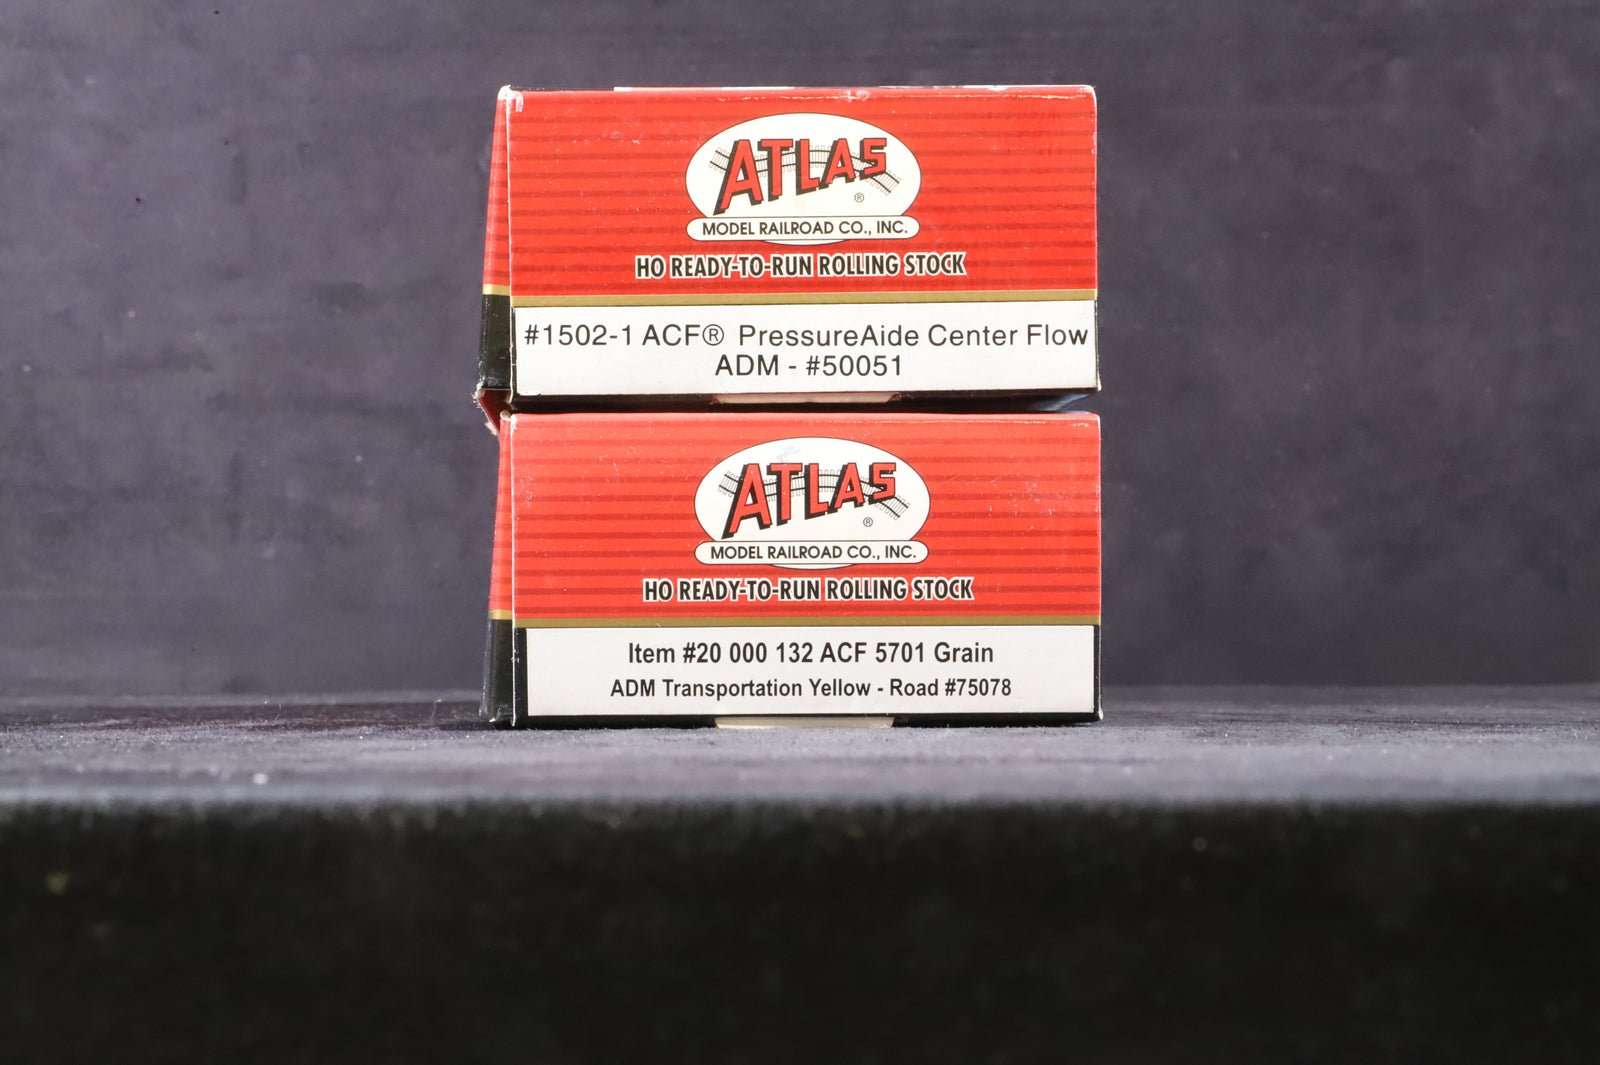 ATLAS
®
MODEL RAILROAD CO., INC.
HO READY-TO-RUN ROLLING STOCK
#1502-1 ACF® PressureAide Center Flow
ADM - #50051
ATLAS
®
MODEL RAILROAD CO., INC.
HO READY-TO-RUN ROLLING STOCK
Item #20 000 132 ACF 5701 Grain
ADM Transportation Yellow - Road #75078